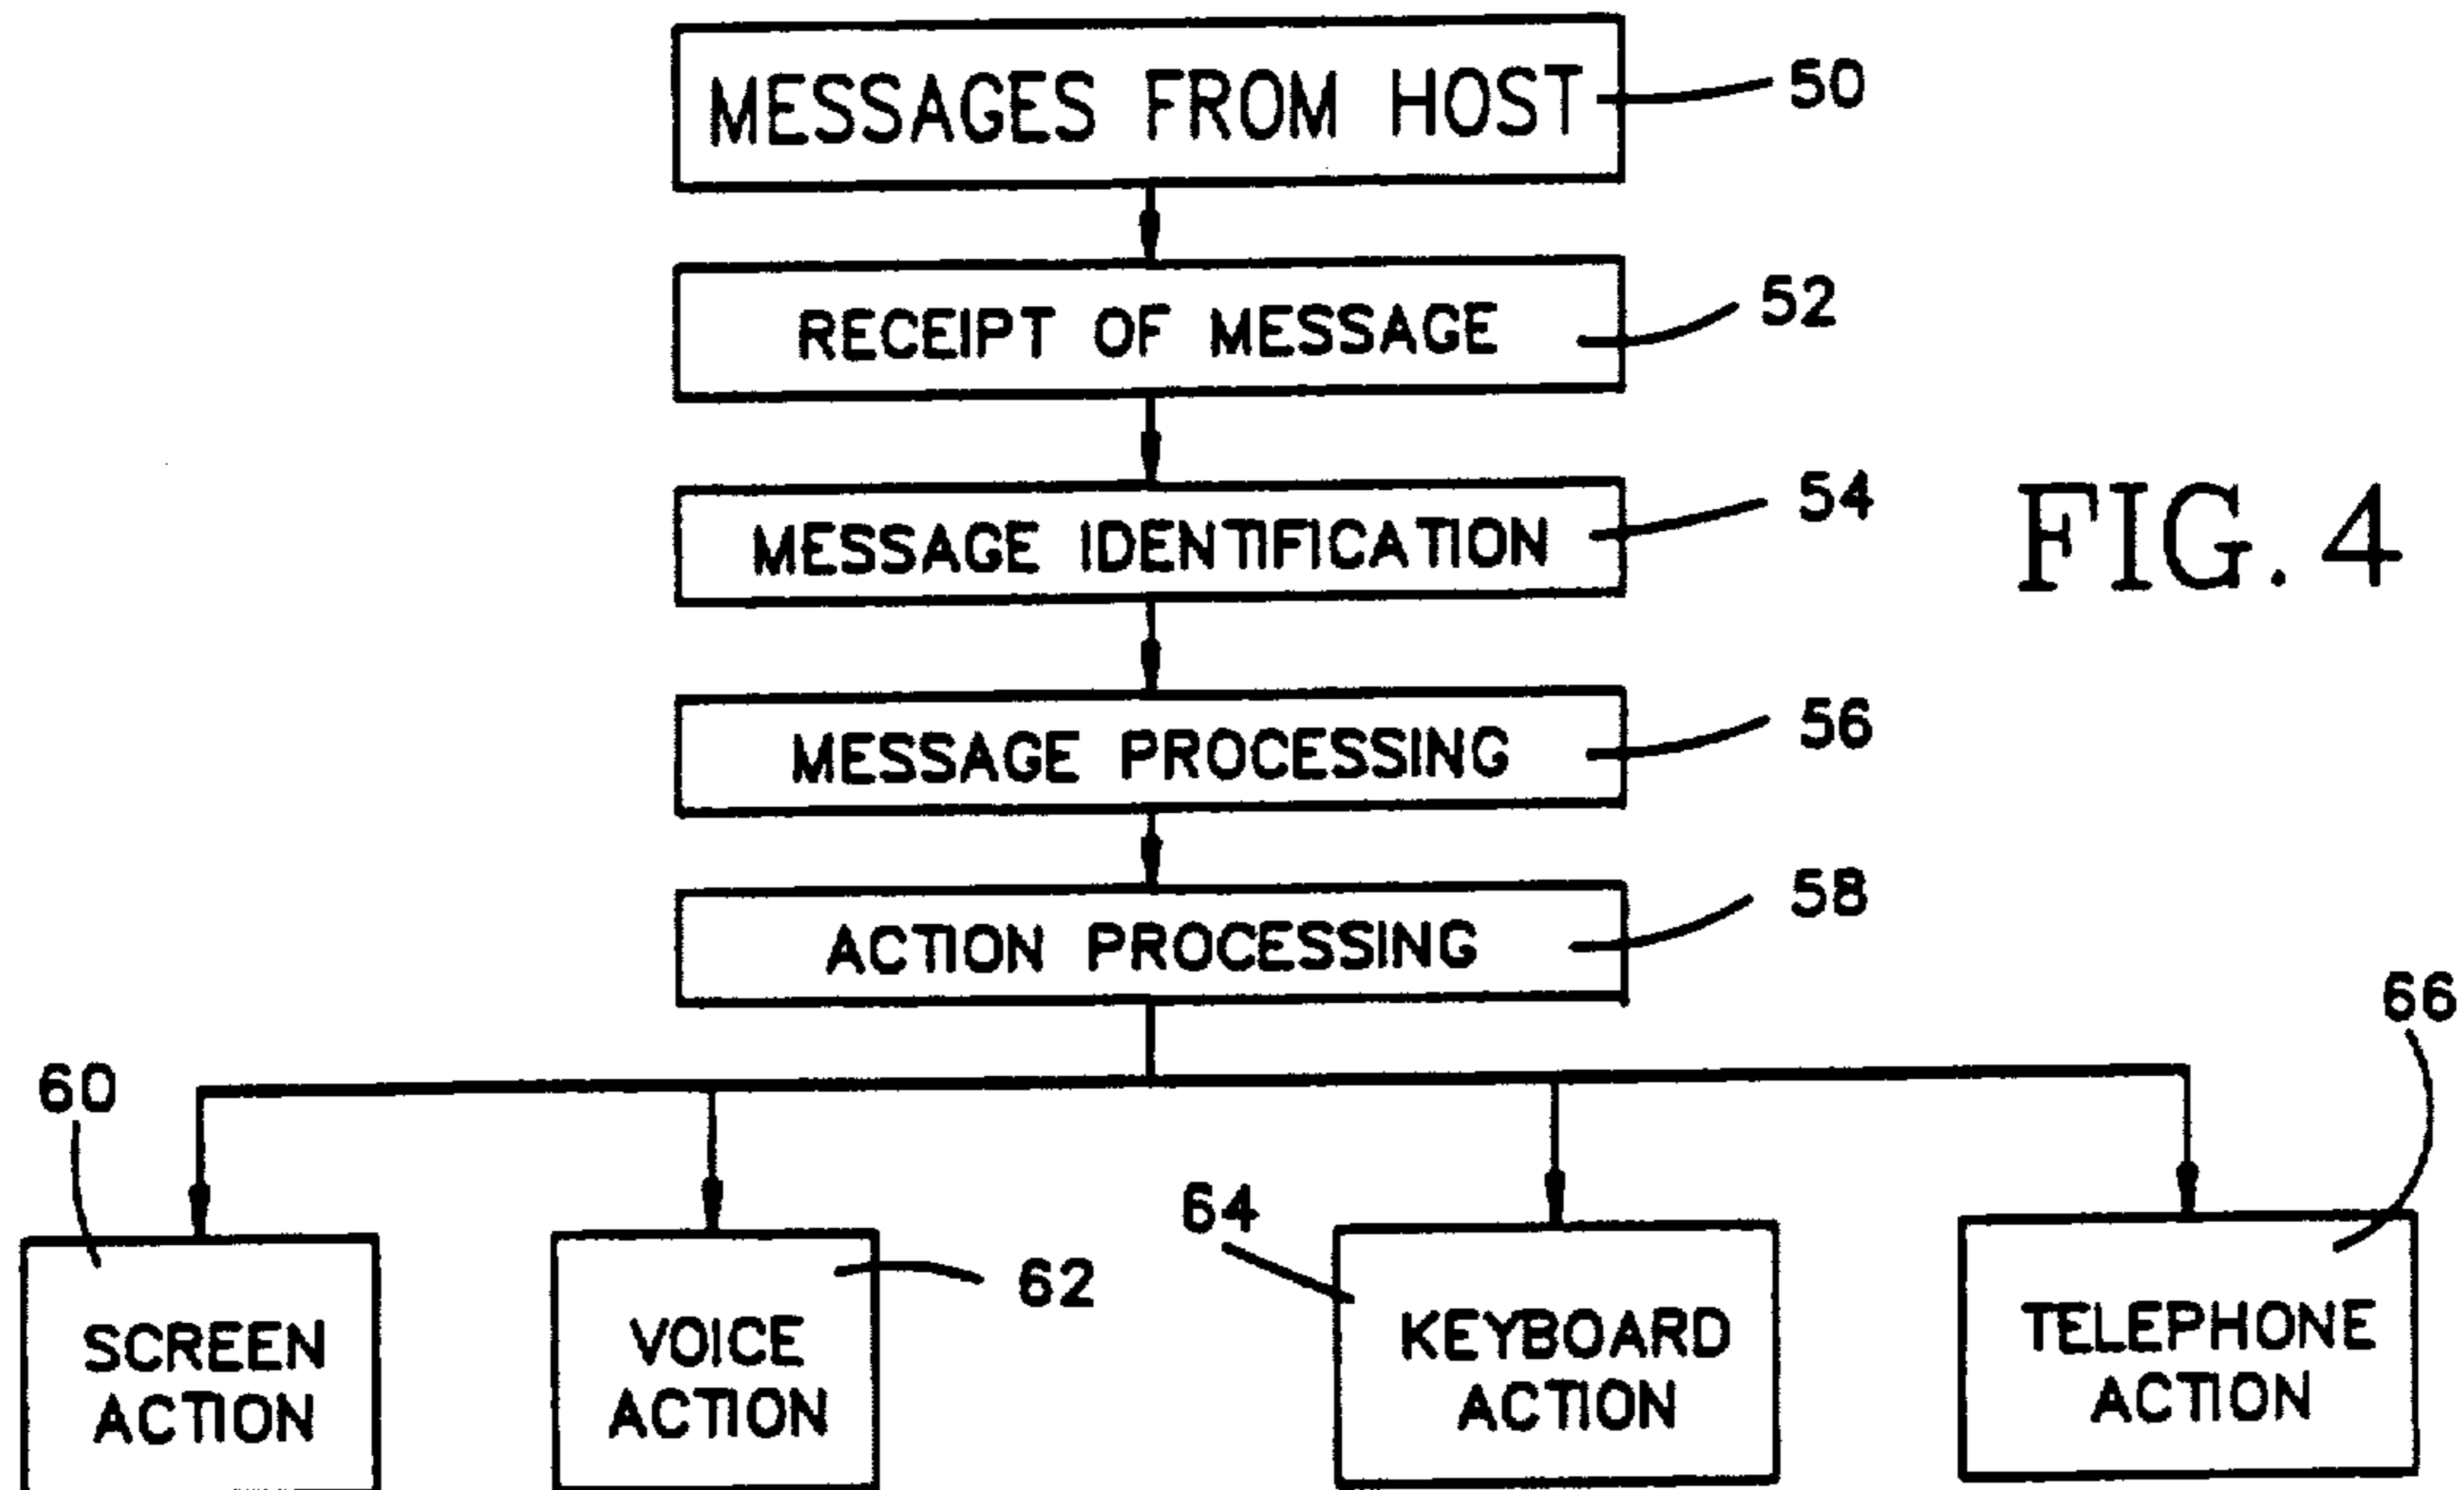 MESSAGES FROM HOST
50
RECEIPT OF MESSAGE
52
MESSAGE IDENTIFICATION
54
FIG. 4
MESSAGE PROCESSING
56
ACTION PROCESSING
58
60
66
64
62
SCREEN
ACTION
VOICE
ACTION
KEYBOARD
ACTION
TELEPHONE
ACTION